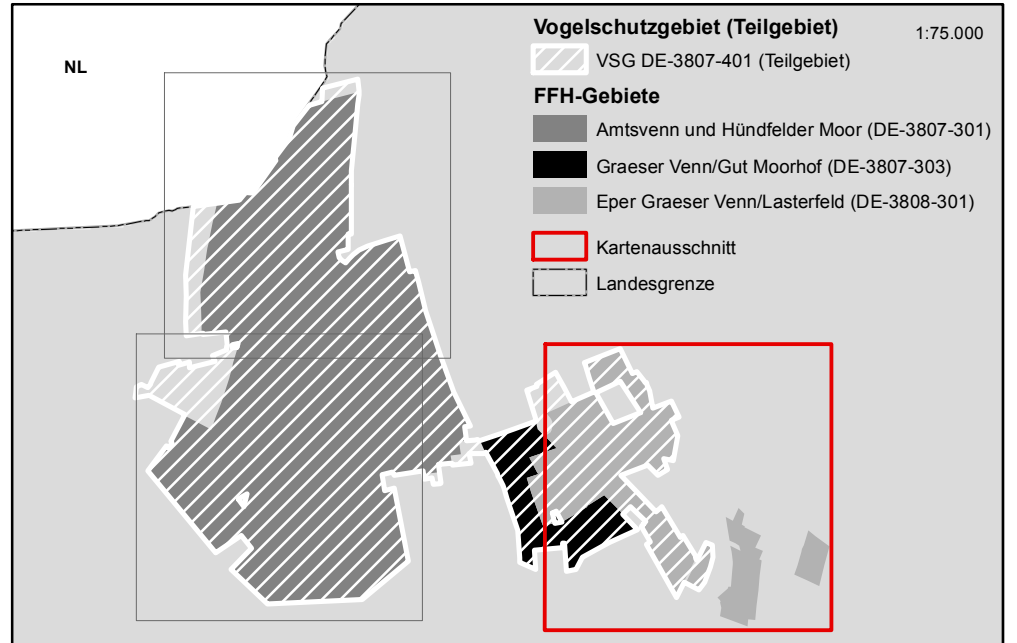 Vogelschutzgebiet (Teilgebiet)
1:75.000
NL
VSG DE-3807-401 (Teilgebiet)
FFH-Gebiete
Amtsvenn und Hündfelder Moor (DE-3807-301)
Graeser Venn/Gut Moorhof (DE-3807-303)
Eper Graeser Venn/Lasterfeld (DE-3808-301)
Kartenausschnitt
Landesgrenze